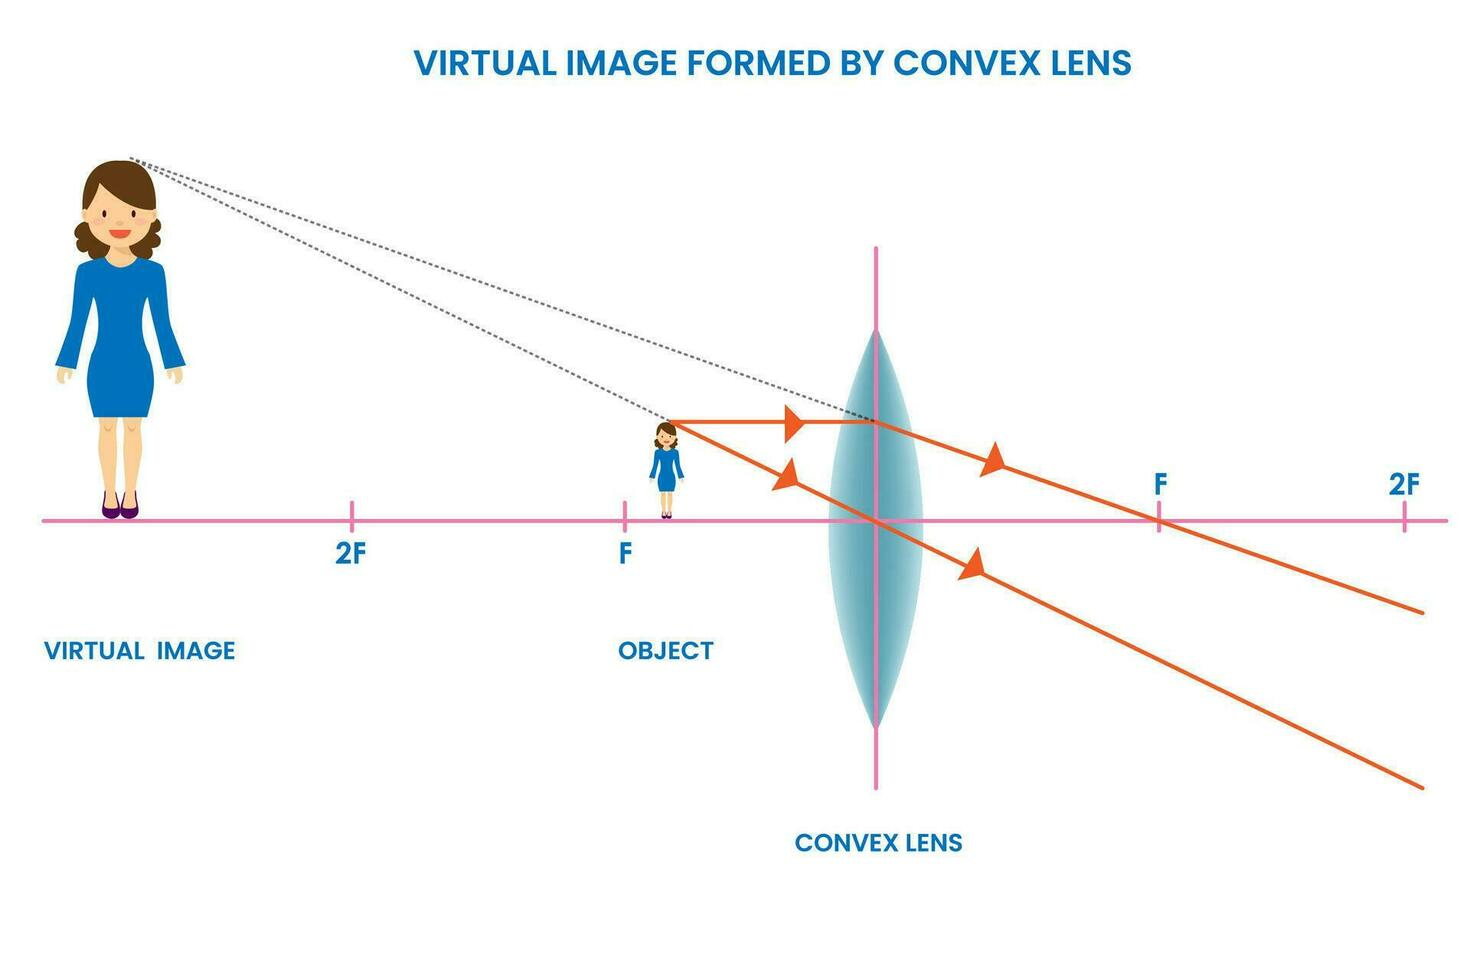 VIRTUAL IMAGE FORMED BY CONVEX LENS
F
2F
2F
F
VIRTUAL IMAGE
OBJECT
CONVEX LENS